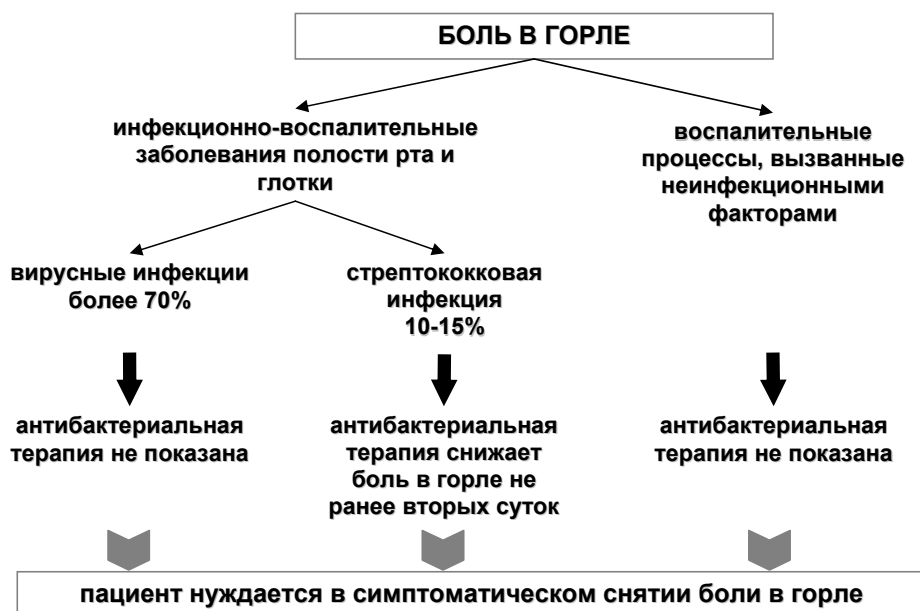 БОЛЬ В ГОРЛЕ
инфекционно-воспалительные
заболевания полости рта и
глотки
воспалительные
процессы, вызванные
неинфекционными
факторами
вирусные инфекции
более 70%
стрептококковая
инфекция
10-15%
антибактериальная
терапия не показана
антибактериальная
терапия снижает
боль в горле не
ранее вторых суток
антибактериальная
терапия не показана
пациент нуждается в симптоматическом снятии боли в горле